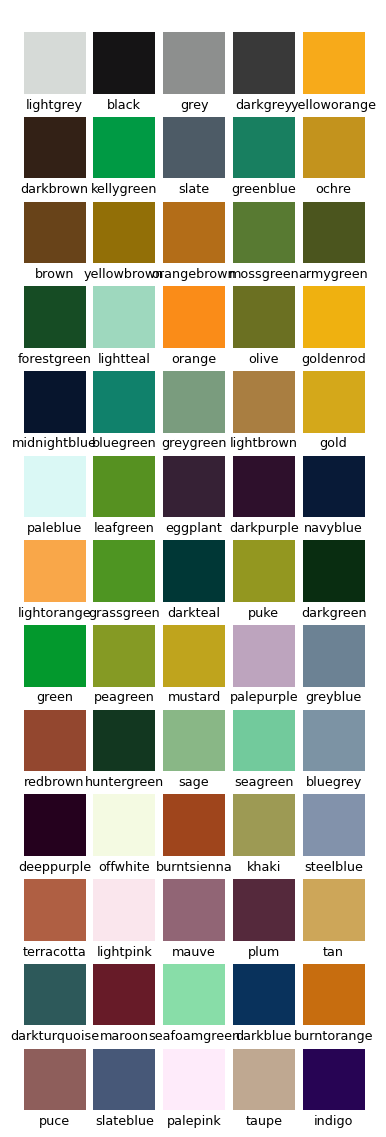 lightgrey black grey darkgrey yelloworange
darkbrown kellygreen slate greenblue ochre
brown yellowbrown orangebrown mossgreen armygreen
forestgreen lightteal orange olive goldenrod
midnightblue bluegreen greygreen lightbrown gold
paleblue leafgreen eggplant darkpurple navyblue
lightorange grassgreen darkteal puke darkgreen
green peagreen mustard palepurple greyblue
redbrown huntergreen sage seagreen bluegrey
deeppurple offwhite burntsienna khaki steelblue
terracotta lightpink mauve plum tan
darkturquoise maroon seafoamgreen darkblue burntorange
puce slateblue palepink taupe indigo